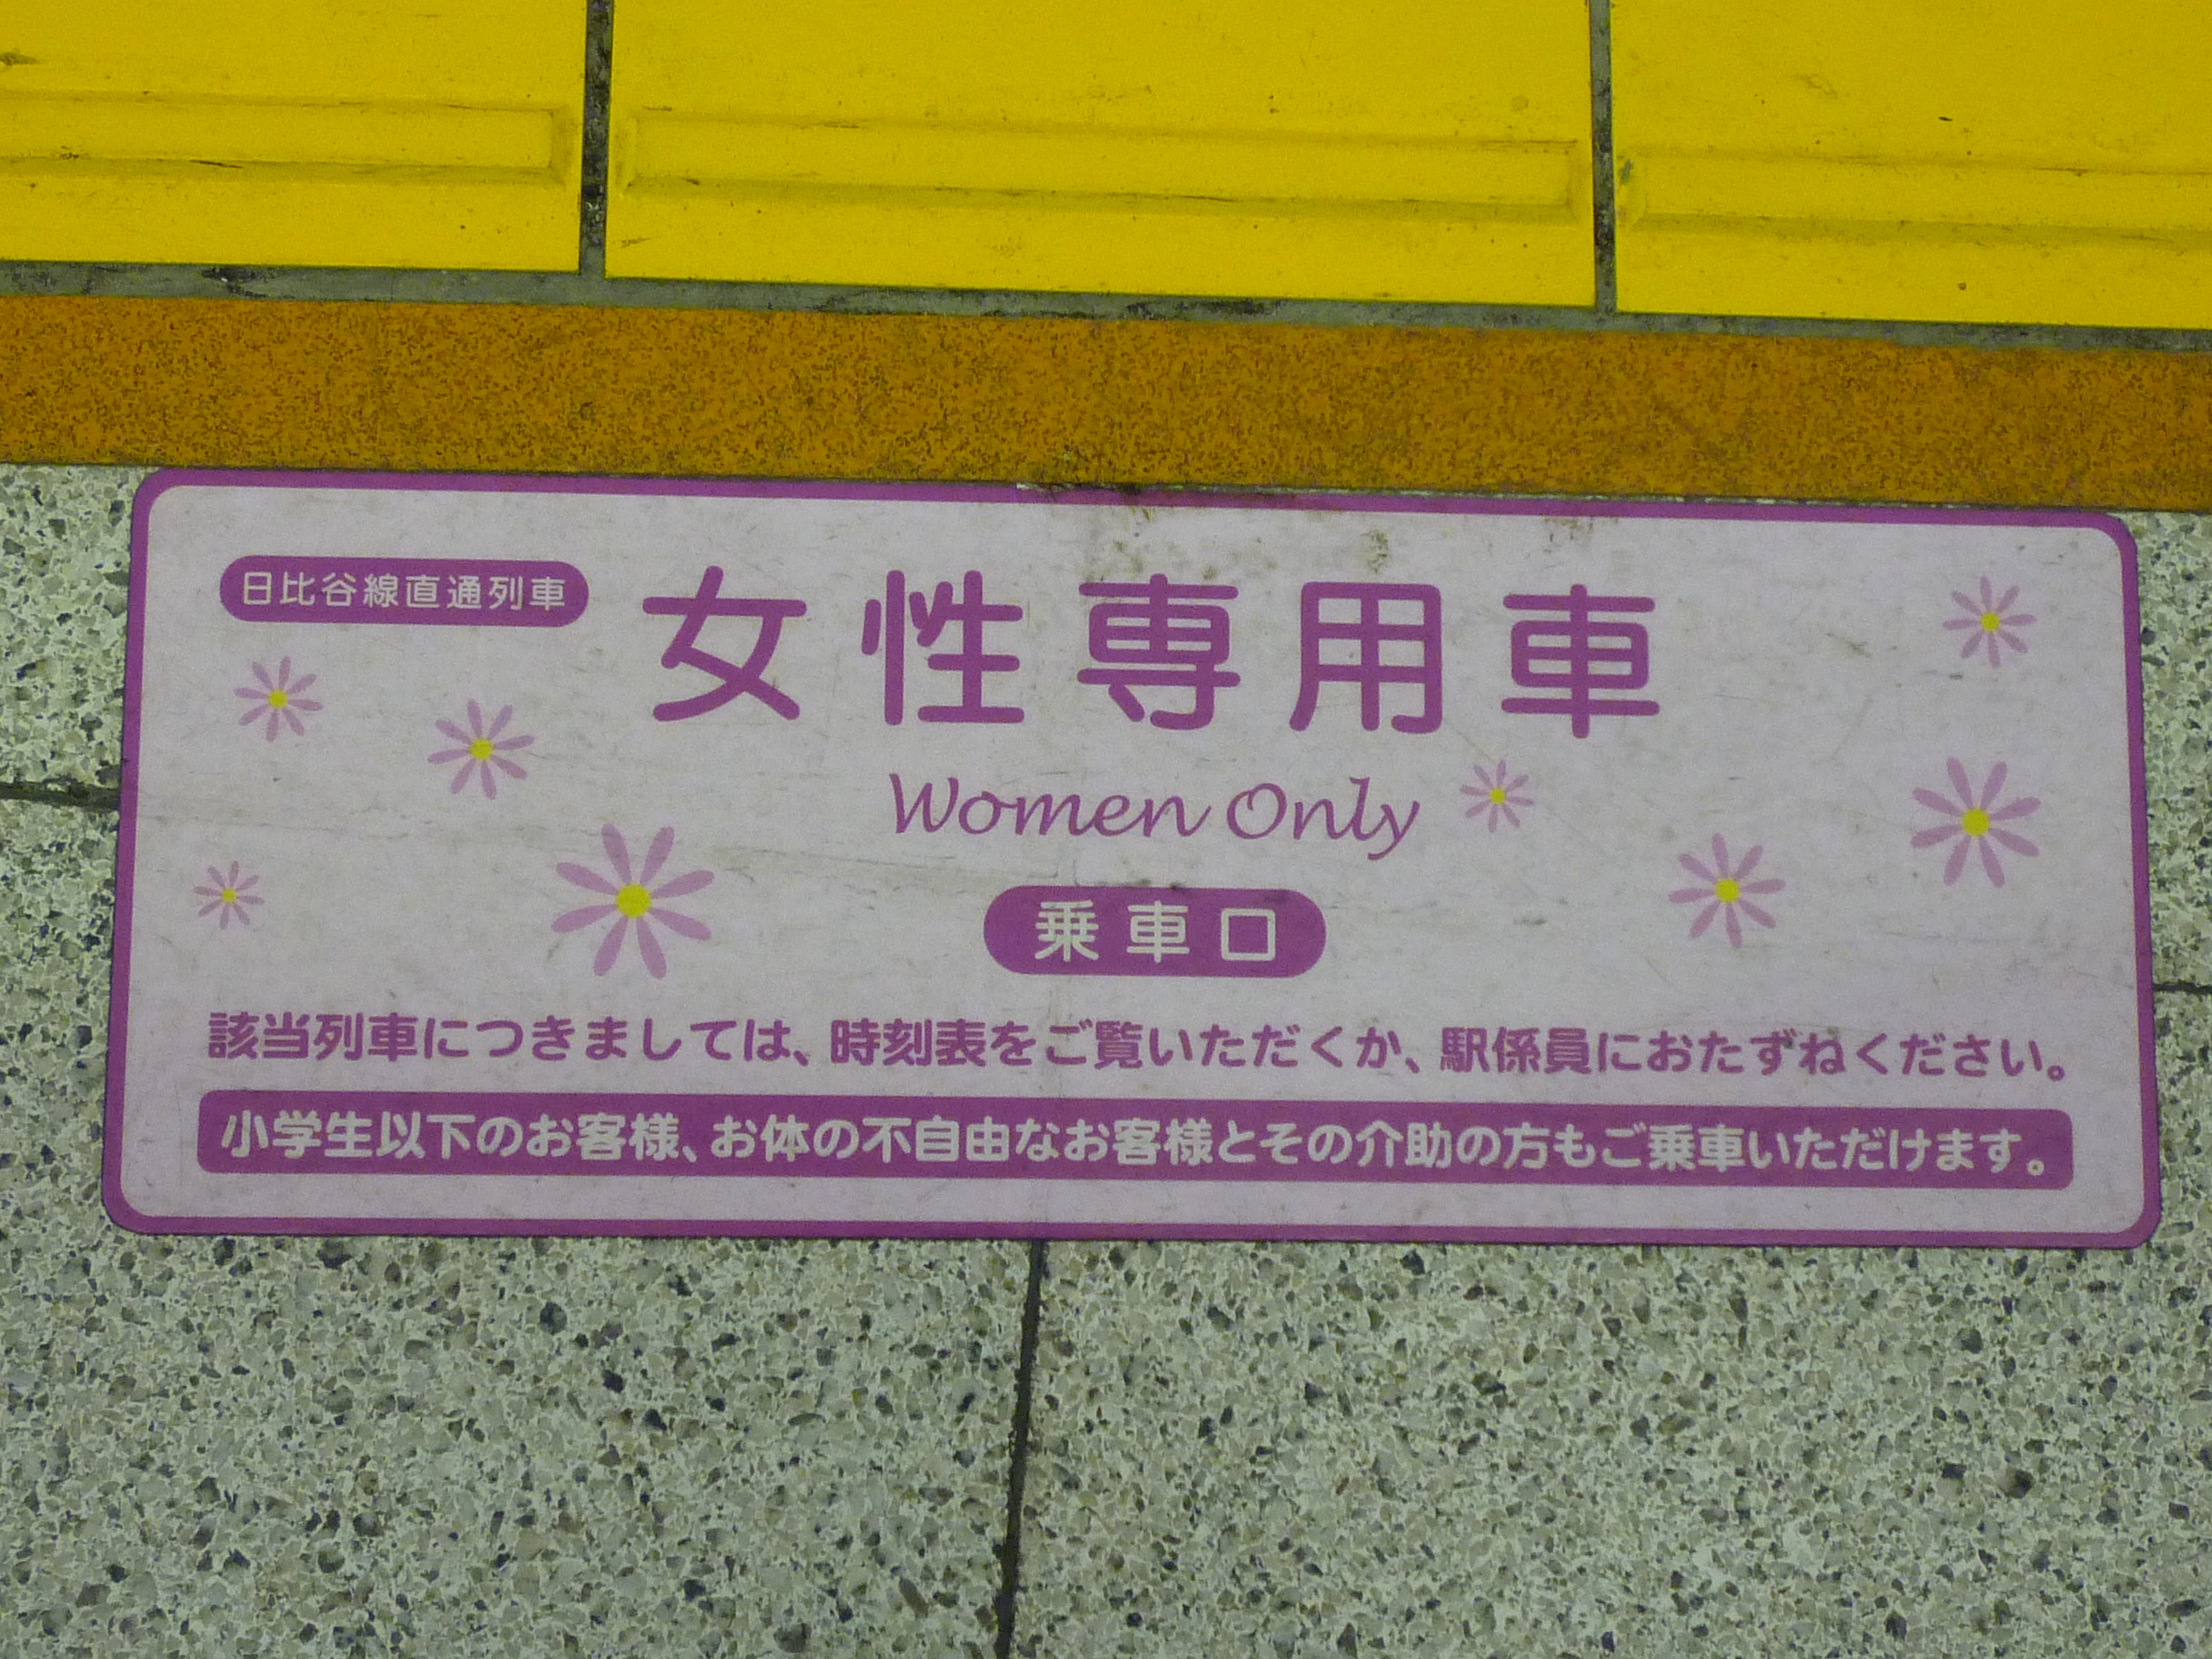 日比谷線直通列車
女性専用車
Women Only
乗車口
該当列車につきましては、時刻表をご覧いただくか、駅係員におたずねください。
小学生以下のお客様、お体の不自由なお客様とその介助の方もご乗車いただけます。